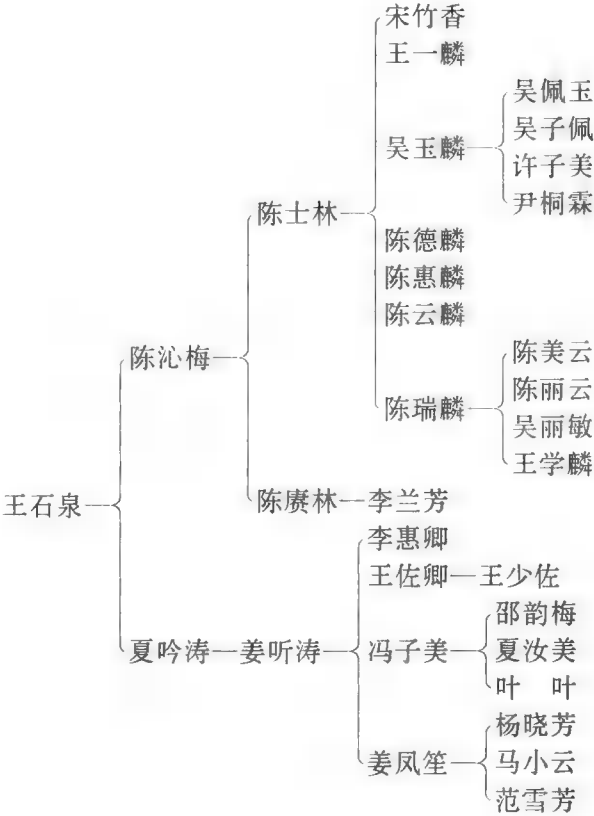 宋竹香
王一麟
吴佩玉
吴子佩
吴玉麟
许子美
尹桐霖
陈士林
陈德麟
陈惠麟
陈云麟
陈美云
陈沁梅
陈丽云
陈瑞麟
吴丽敏
王学麟
王石泉
陈赓林 李兰芳
李惠卿
王佐卿 王少佐
邵韵梅
夏吟涛 姜听涛 冯子美 夏汝美
叶 叶
杨晓芳
姜凤笙 马小云
范雪芳